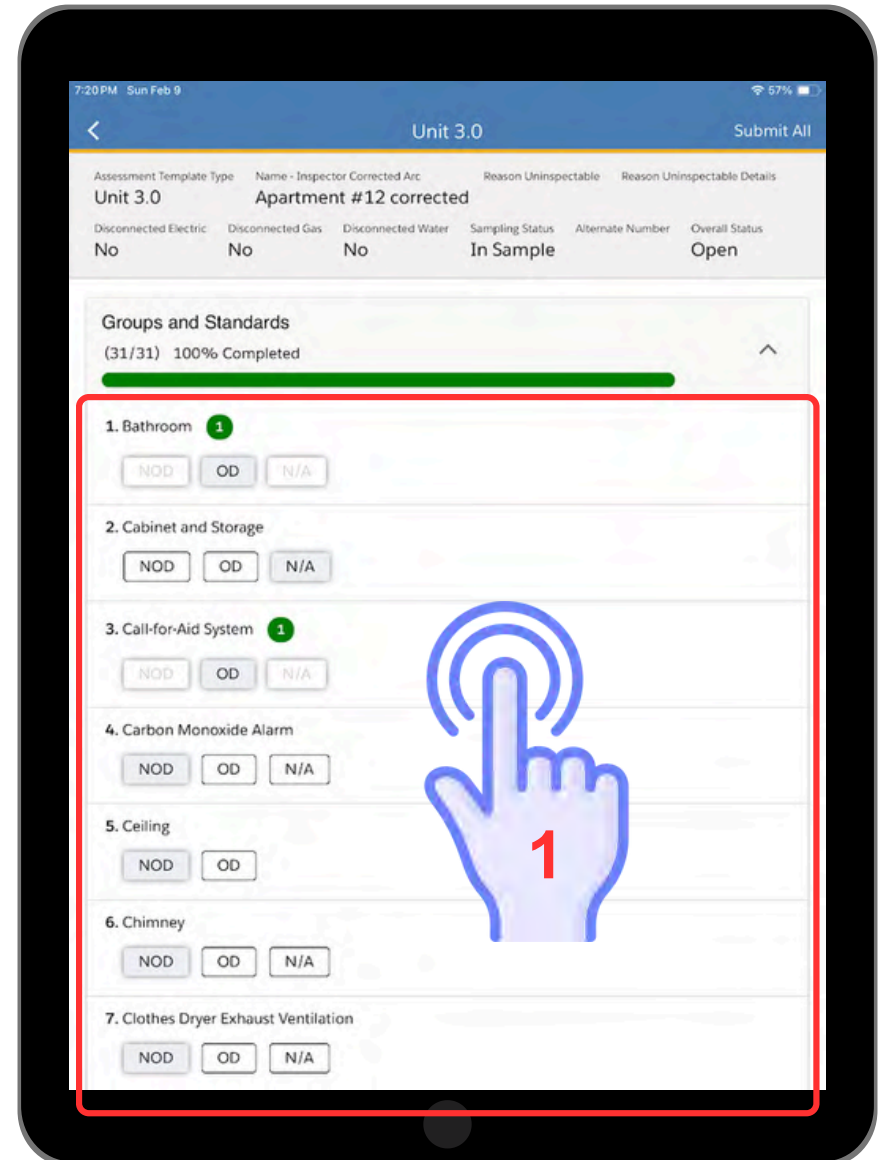 7:20 PM Sun Feb 9 57%
Unit 3.0 Submit All
Assessment Template Type Name - Inspector Corrected Arc Reason Uninspectable Reason Uninspectable Details
Unit 3.0 Apartment #12 corrected
Disconnected Electric Disconnected Gas Disconnected Water Sampling Status Alternate Number Overall Status
No No No In Sample Open
Groups and Standards
(31/31) 100% Completed
1. Bathroom 1
NOD OD N/A
2. Cabinet and Storage
NOD OD N/A
3. Call-for-Aid System 1
NOD OD N/A
4. Carbon Monoxide Alarm
NOD OD N/A
5. Ceiling
NOD OD
1
6. Chimney
NOD OD N/A
7. Clothes Dryer Exhaust Ventilation
NOD OD N/A